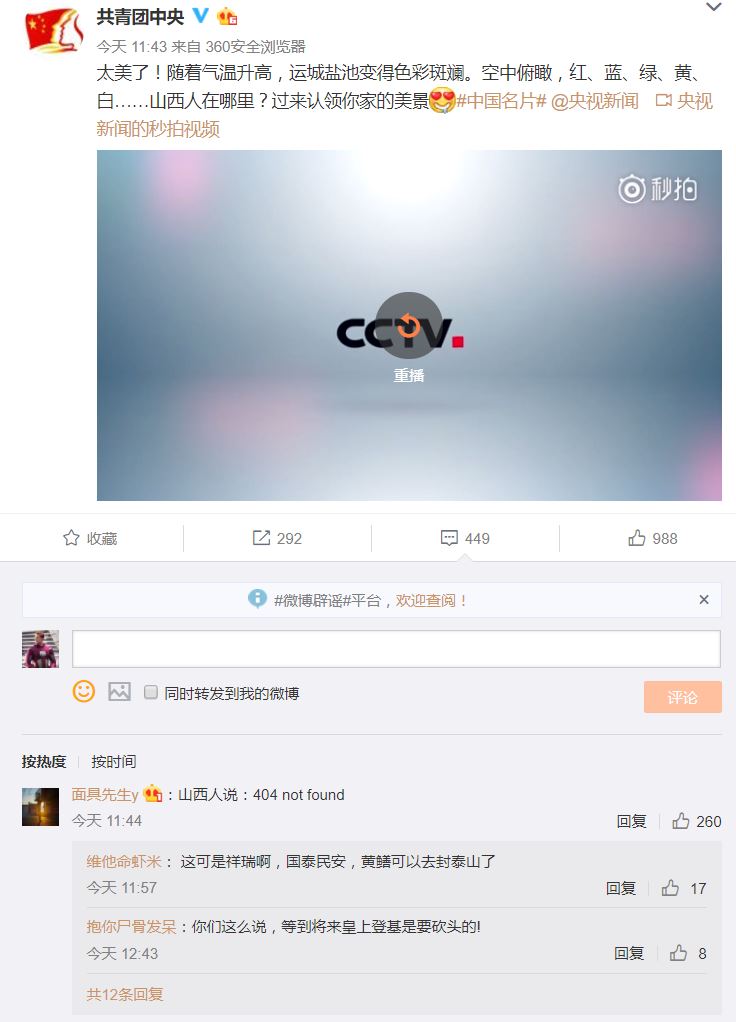 共青团中央
今天 11:43 来自 360安全浏览器
太美了！随着气温升高，运城盐池变得色彩斑斓。空中俯瞰，红、蓝、绿、黄、
白……山西人在哪里？过来认领你家的美景#中国名片# @央视新闻 央视
新闻的秒拍视频
秒拍
CCTV.
重播
收藏 292 449 988
#微博辟谣#平台，欢迎查阅！
同时转发到我的微博 评论
按热度 按时间
面具先生y：山西人说：404 not found
今天 11:44 回复 260
维他命虾米： 这可是祥瑞啊，国泰民安，黄鳝可以去封泰山了
今天 11:57 回复 17
抱你尸骨发呆：你们这么说，等到将来皇上登基是要砍头的!
今天 12:43 回复 8
共12条回复